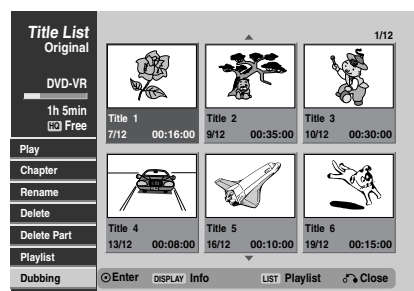 Title List
Original
1/12
DVD-VR
1h 5min
HQ Free
Title 1
7/12 00:16:00
Title 2
9/12 00:35:00
Title 3
10/12 00:30:00
Play
Chapter
Rename
Delete
Delete Part
Playlist
Dubbing
Title 4
13/12 00:08:00
Title 5
16/12 00:10:00
Title 6
19/12 00:15:00
Enter DISPLAY Info LIST Playlist Close